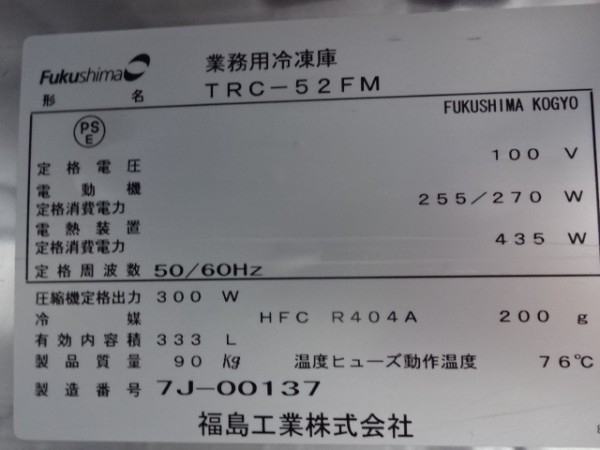 Fukushima 業務用冷凍庫
形名 TRC-52FM
FUKUSHIMA KOGYO
PS
E
定格電圧 100 V
電動機
定格消費電力 255/270 W
電熱装置
定格消費電力 435 W
定格周波数 50/60Hz
圧縮機定格出力 300 W
冷媒 HFC R404A 200 g
有効内容積 333 L
製品質量 90 Kg 温度ヒューズ動作温度 76℃
製造番号 7J-00137
福島工業株式会社